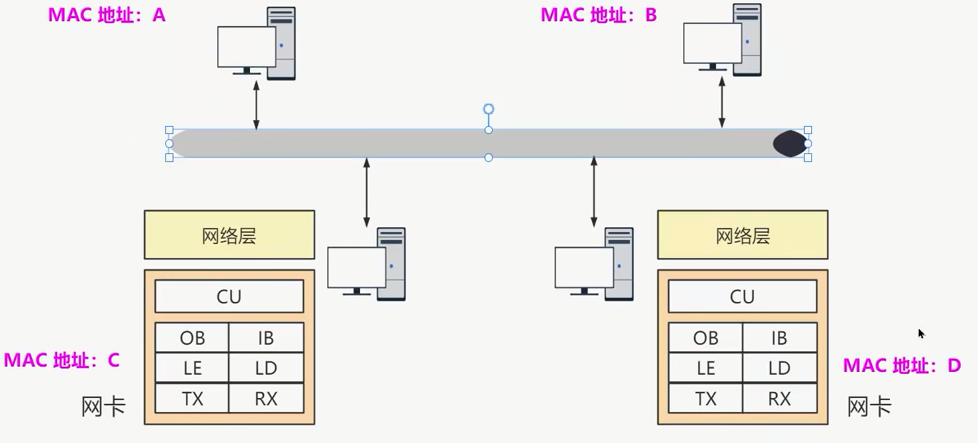 MAC 地址：A
MAC 地址：B
网络层
网络层
CU
CU
OB IB
OB IB
LE LD
LE LD
MAC 地址：C
MAC 地址：D
TX RX
TX RX
网卡
网卡